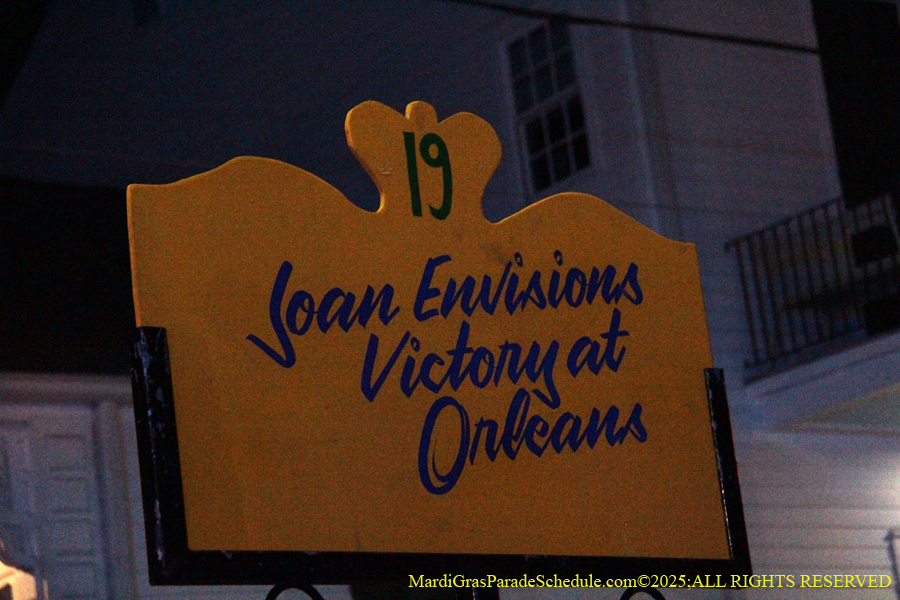 19
Joan Envisions
Victory at
Orleans
MardiGrasParadeSchedule.com©2025;ALL RIGHTS RESERVED